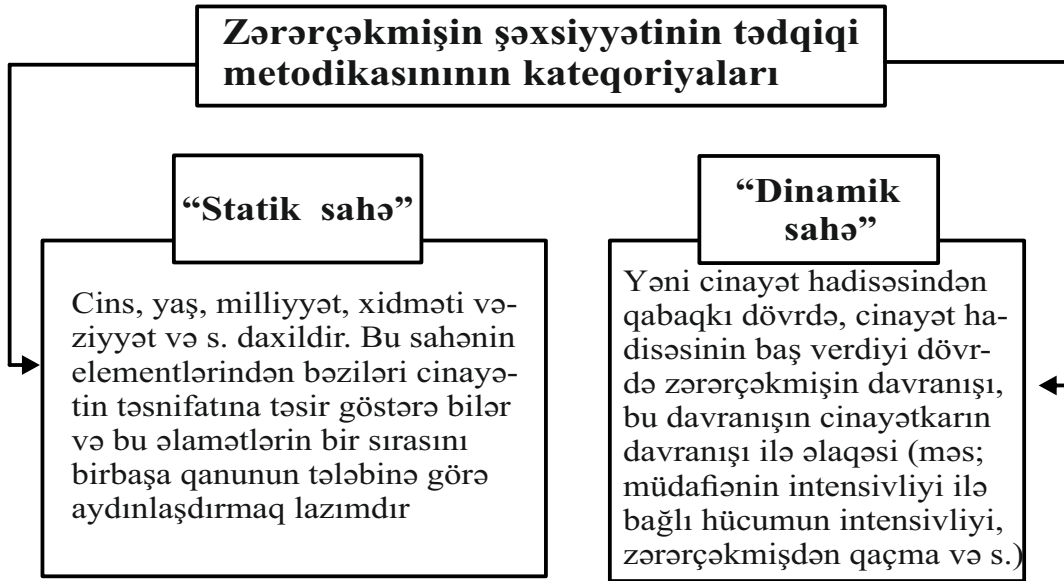 Zərərçəkmişin şəxsiyyətinin tədqiqi
metodikasınının kateqoriyaları
“Statik sahə”
Cins, yaş, milliyyət, xidməti və-
ziyyət və s. daxildir. Bu sahənin
elementlərindən bəziləri cinayə-
tin təsnifatına təsir göstərə bilər
və bu əlamətlərin bir sırasını
birbaşa qanunun tələbinə görə
aydınlaşdırmaq lazımdır
“Dinamik
sahə”
Yəni cinayət hadisəsindən
qabaqkı dövrdə, cinayət ha-
disəsinin baş verdiyi dövr-
də zərərçəkmişin davranışı,
bu davranışın cinayətkarın
davranışı ilə əlaqəsi (məs;
müdafiənin intensivliyi ilə
bağlı hücumun intensivliyi,
zərərçəkmişdən qaçma və s.)